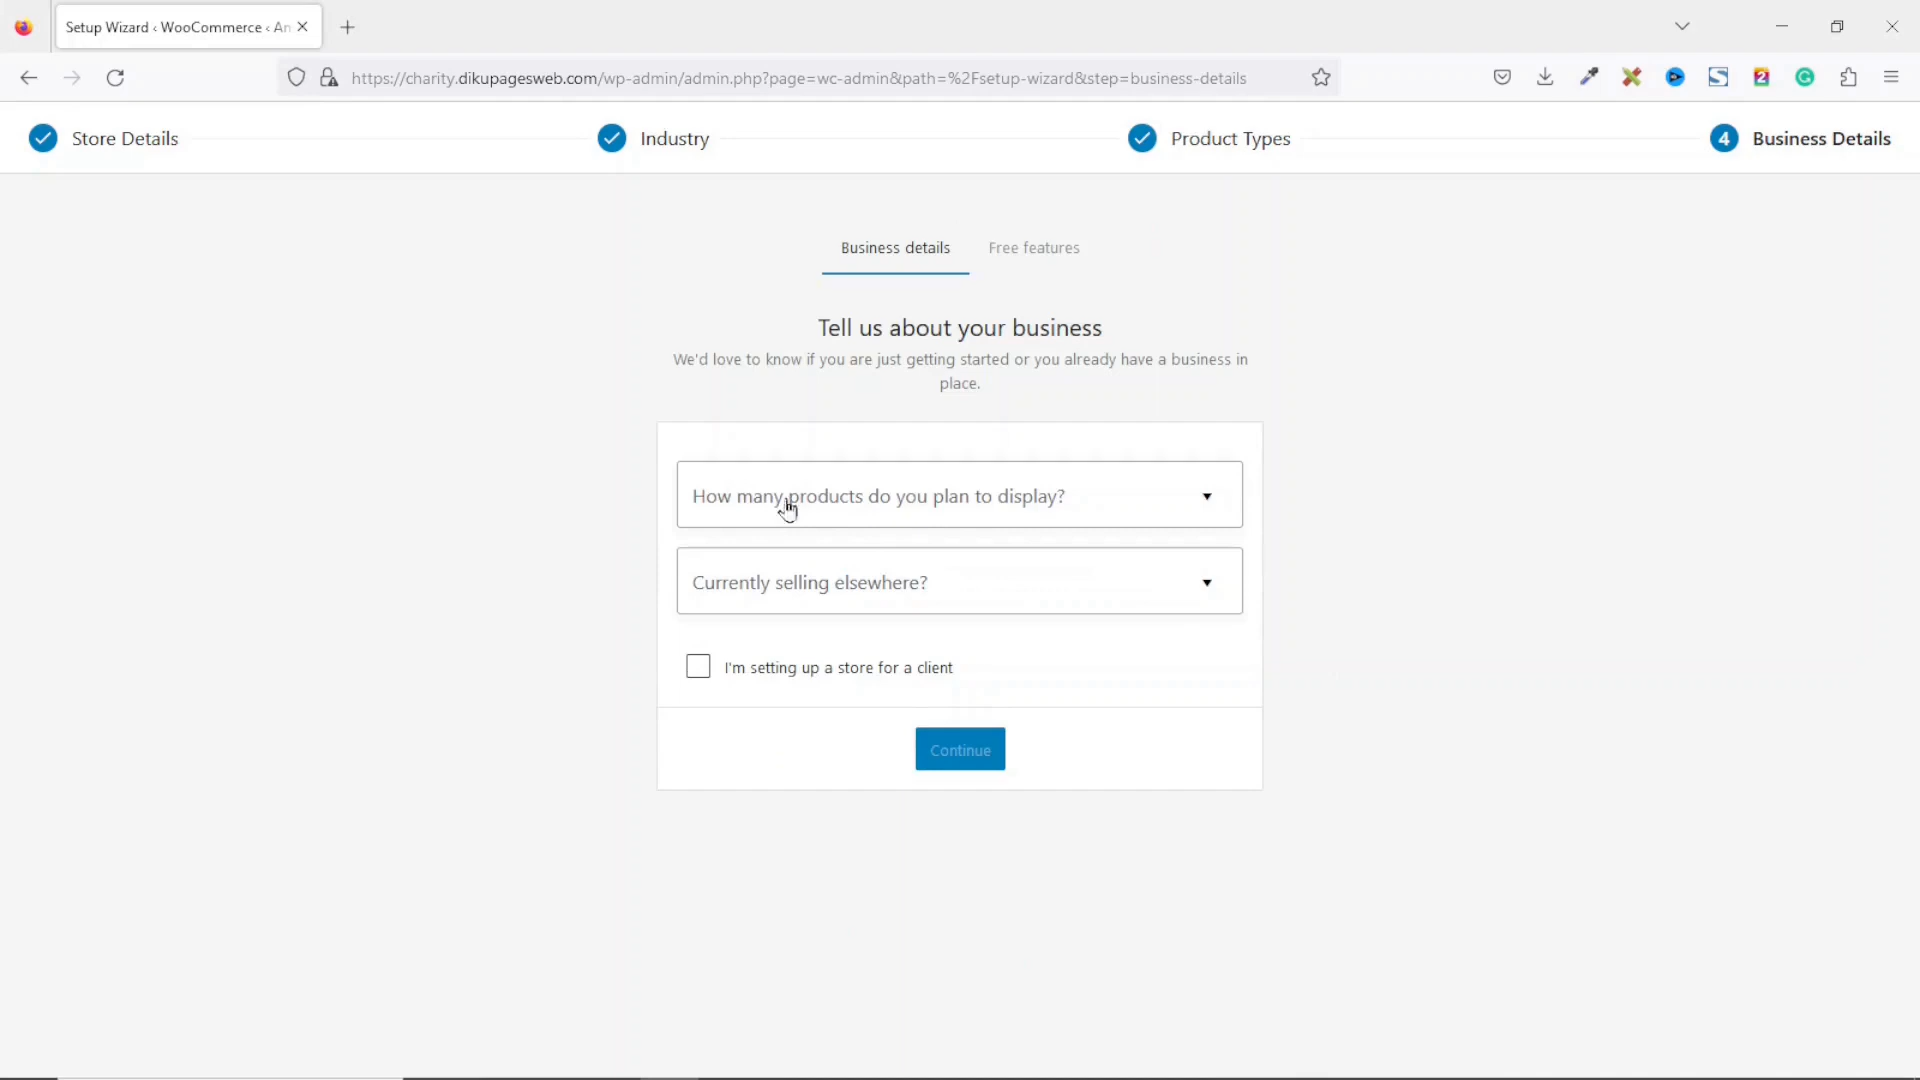 Setup Wizard ‹ WooCommerce ‹ An
https://charity.dikupagesweb.com/wp-admin/admin.php?page=wc-admin&path=%2Fsetup-wizard&step=business-details
Store Details
Industry
Product Types
4 Business Details
Business details
Free features
Tell us about your business
We'd love to know if you are just getting started or you already have a business in
place.
How many products do you plan to display?
Currently selling elsewhere?
I'm setting up a store for a client
Continue